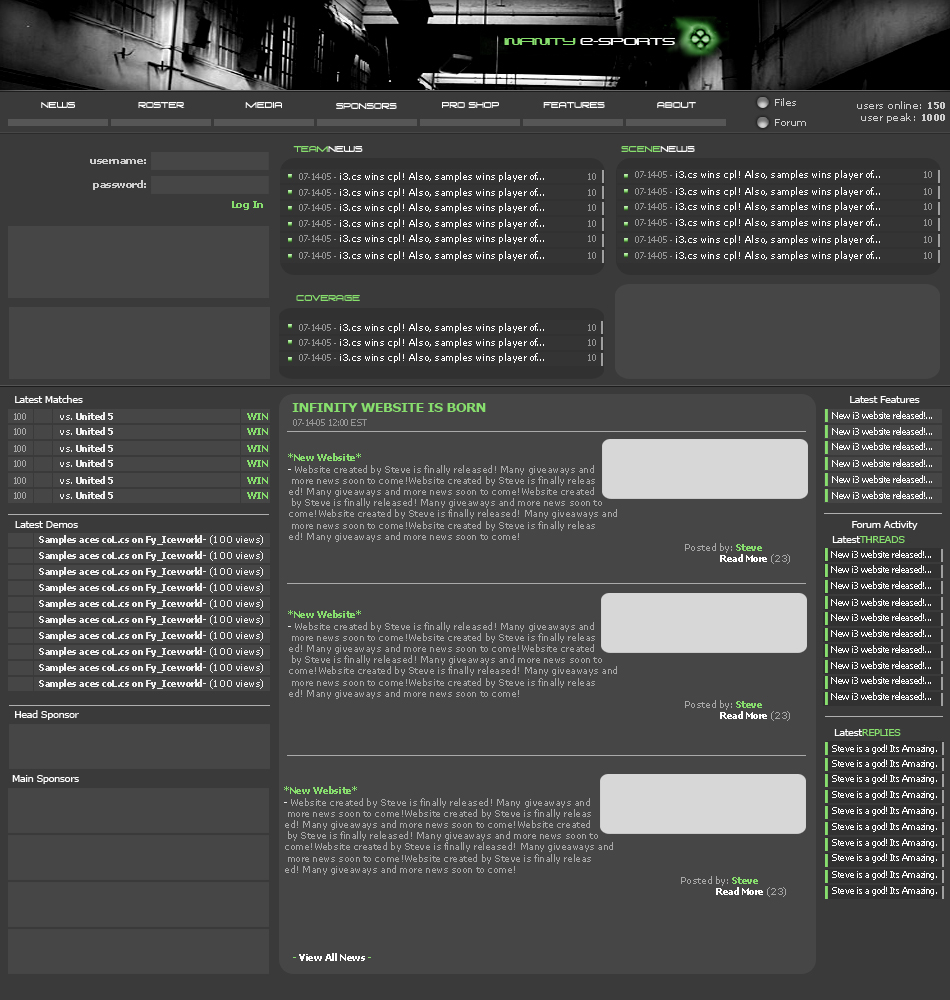 INFINITY e-SPORTS
NEWS
ROSTER
MEDIA
SPONSORS
PRO SHOP
FEATURES
ABOUT
Files
Forum
users online: 150
user peak: 1000
username:
password:
Log In
TEAMNEWS
07-14-05 - i3.cs wins cpl! Also, samples wins player of... 10
07-14-05 - i3.cs wins cpl! Also, samples wins player of... 10
07-14-05 - i3.cs wins cpl! Also, samples wins player of... 10
07-14-05 - i3.cs wins cpl! Also, samples wins player of... 10
07-14-05 - i3.cs wins cpl! Also, samples wins player of... 10
07-14-05 - i3.cs wins cpl! Also, samples wins player of... 10
SCENENEWS
07-14-05 - i3.cs wins cpl! Also, samples wins player of... 10
07-14-05 - i3.cs wins cpl! Also, samples wins player of... 10
07-14-05 - i3.cs wins cpl! Also, samples wins player of... 10
07-14-05 - i3.cs wins cpl! Also, samples wins player of... 10
07-14-05 - i3.cs wins cpl! Also, samples wins player of... 10
07-14-05 - i3.cs wins cpl! Also, samples wins player of... 10
COVERAGE
07-14-05 - i3.cs wins cpl! Also, samples wins player of... 10
07-14-05 - i3.cs wins cpl! Also, samples wins player of... 10
07-14-05 - i3.cs wins cpl! Also, samples wins player of... 10
Latest Matches
100 vs. United 5 WIN
100 vs. United 5 WIN
100 vs. United 5 WIN
100 vs. United 5 WIN
100 vs. United 5 WIN
100 vs. United 5 WIN
Latest Demos
Samples aces coL.cs on Fy_Iceworld- (100 views)
Samples aces coL.cs on Fy_Iceworld- (100 views)
Samples aces coL.cs on Fy_Iceworld- (100 views)
Samples aces coL.cs on Fy_Iceworld- (100 views)
Samples aces coL.cs on Fy_Iceworld- (100 views)
Samples aces coL.cs on Fy_Iceworld- (100 views)
Samples aces coL.cs on Fy_Iceworld- (100 views)
Samples aces coL.cs on Fy_Iceworld- (100 views)
Samples aces coL.cs on Fy_Iceworld- (100 views)
Samples aces coL.cs on Fy_Iceworld- (100 views)
Head Sponsor
Main Sponsors
INFINITY WEBSITE IS BORN
07-14-05 12:00 EST
*New Website*
- Website created by Steve is finally released! Many giveaways and
more news soon to come!Website created by Steve is finally releas
ed! Many giveaways and more news soon to come!Website created
by Steve is finally released! Many giveaways and more news soon to
come!Website created by Steve is finally released! Many giveaways and
more news soon to come!Website created by Steve is finally releas
ed! Many giveaways and more news soon to come!
Posted by: Steve
Read More (23)
*New Website*
- Website created by Steve is finally released! Many giveaways and
more news soon to come!Website created by Steve is finally releas
ed! Many giveaways and more news soon to come!Website created
by Steve is finally released! Many giveaways and more news soon to
come!Website created by Steve is finally released! Many giveaways and
more news soon to come!Website created by Steve is finally releas
ed! Many giveaways and more news soon to come!
Posted by: Steve
Read More (23)
*New Website*
- Website created by Steve is finally released! Many giveaways and
more news soon to come!Website created by Steve is finally releas
ed! Many giveaways and more news soon to come!Website created
by Steve is finally released! Many giveaways and more news soon to
come!Website created by Steve is finally released! Many giveaways and
more news soon to come!Website created by Steve is finally releas
ed! Many giveaways and more news soon to come!
Posted by: Steve
Read More (23)
- View All News -
Latest Features
New i3 website released!...
New i3 website released!...
New i3 website released!...
New i3 website released!...
New i3 website released!...
New i3 website released!...
Forum Activity
LatestTHREADS
New i3 website released!...
New i3 website released!...
New i3 website released!...
New i3 website released!...
New i3 website released!...
New i3 website released!...
New i3 website released!...
New i3 website released!...
New i3 website released!...
New i3 website released!...
LatestREPLIES
Steve is a god! Its Amazing.
Steve is a god! Its Amazing.
Steve is a god! Its Amazing.
Steve is a god! Its Amazing.
Steve is a god! Its Amazing.
Steve is a god! Its Amazing.
Steve is a god! Its Amazing.
Steve is a god! Its Amazing.
Steve is a god! Its Amazing.
Steve is a god! Its Amazing.